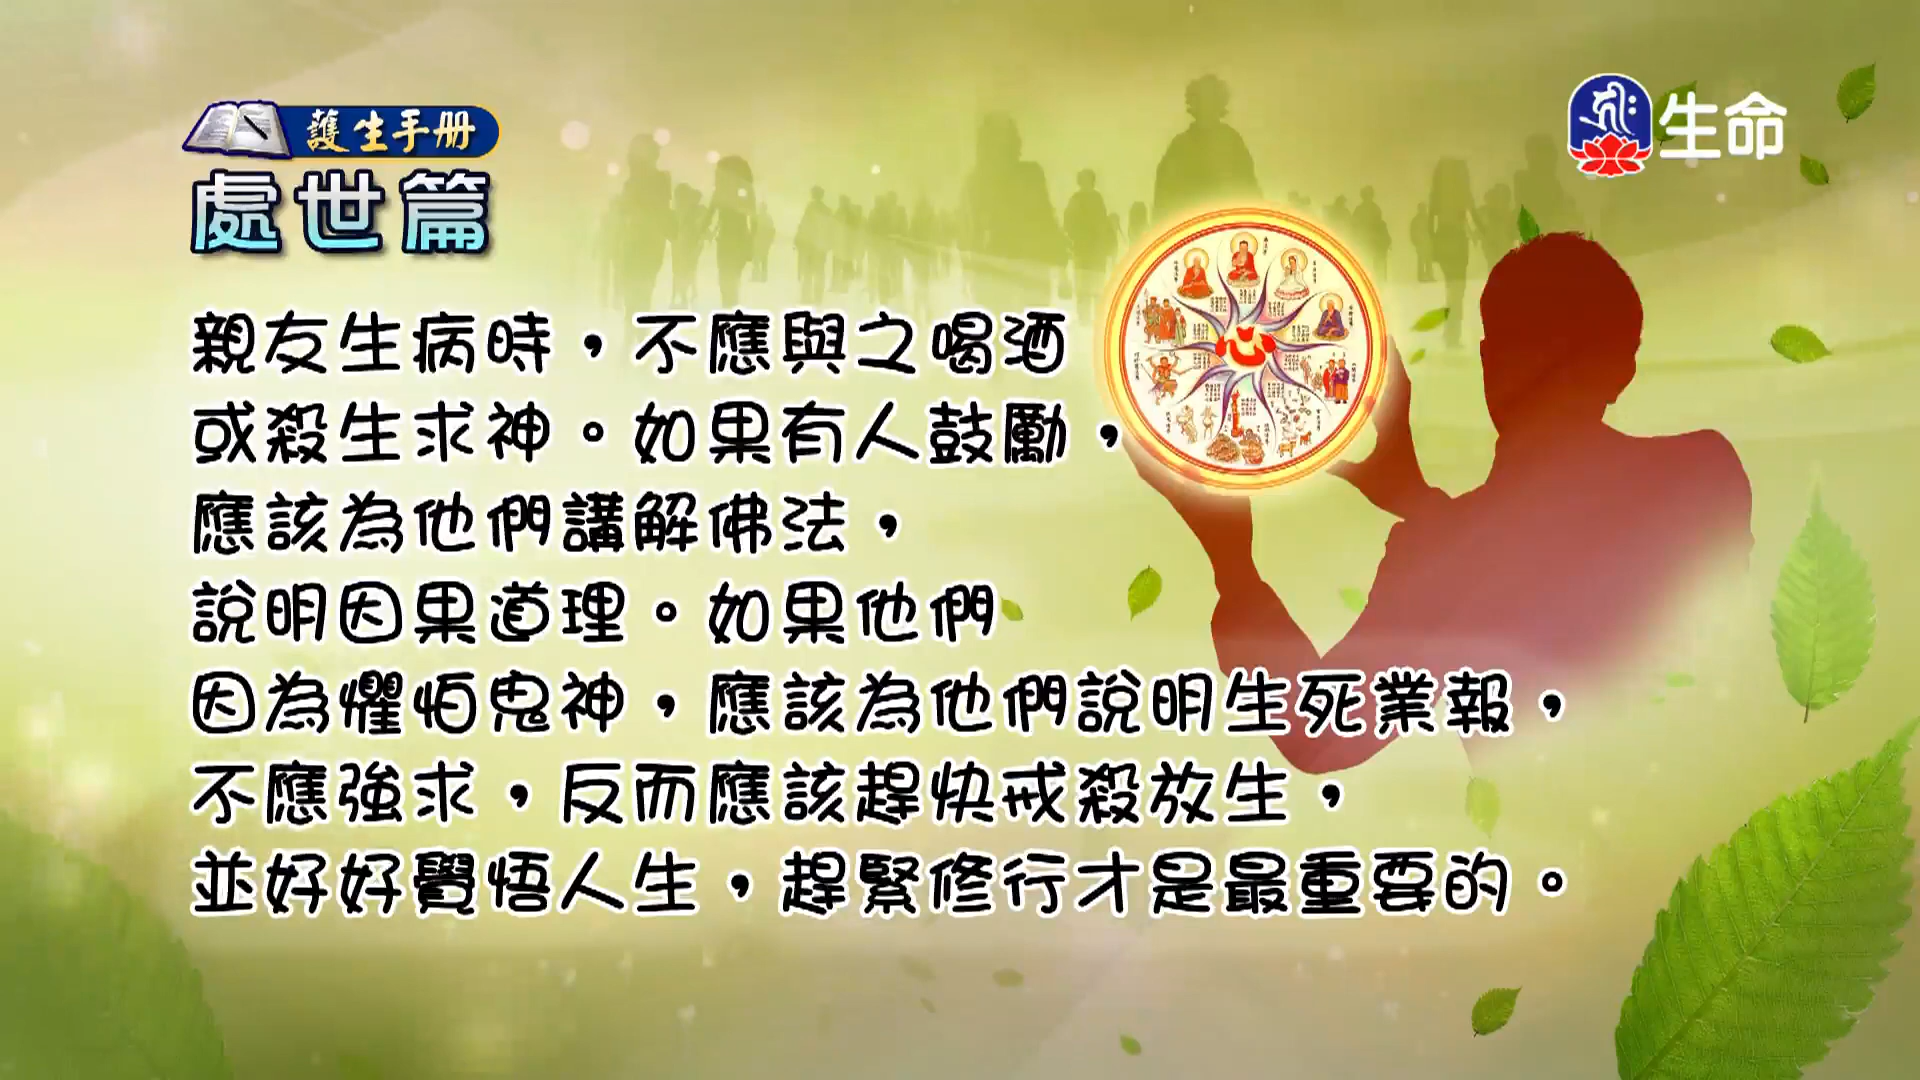 護生手冊
生命
處世篇
親友生病時，不應與之喝酒
或殺生求神。如果有人鼓勵，
應該為他們講解佛法，
說明因果道理。如果他們
因為懼怕鬼神，應該為他們說明生死業報，
不應強求，反而應該趕快戒殺放生，
並好好覺悟人生，趕緊修行才是最重要的。
心